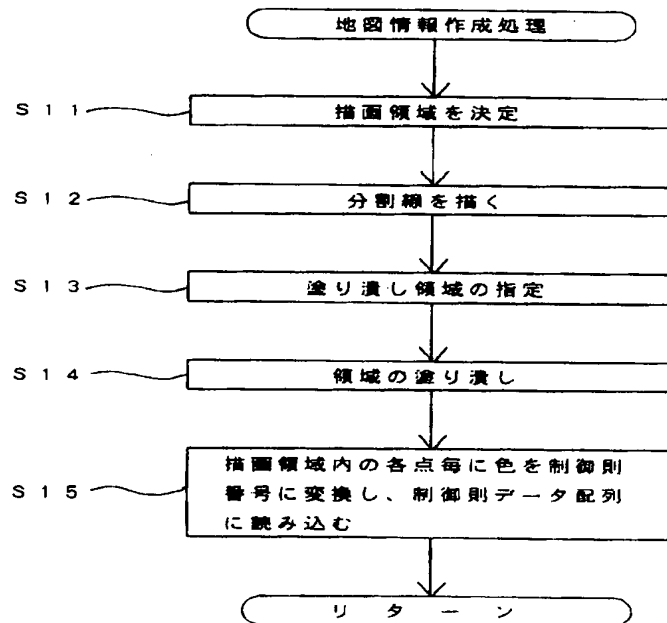 地図情報作成処理
S11
描画領域を決定
S12
分割線を描く
S13
塗り潰し領域の指定
S14
領域の塗り潰し
S15
描画領域内の各点毎に色を制御則
番号に変換し、制御則データ配列
に読み込む
リターン